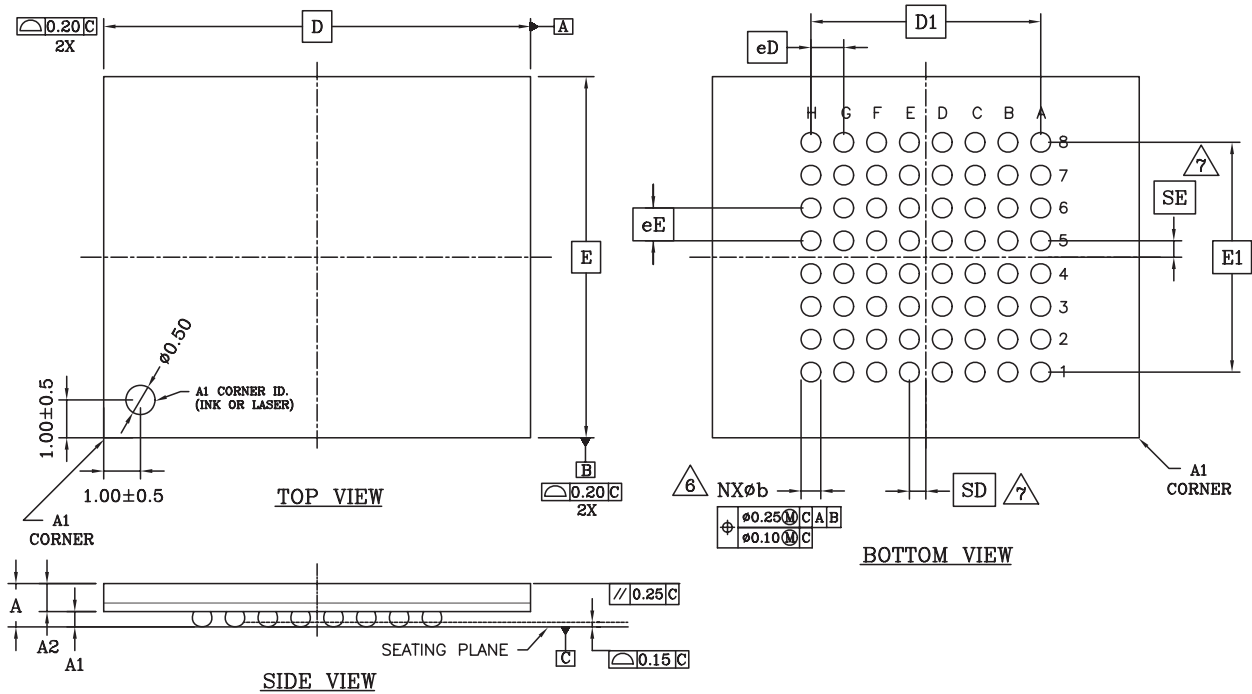 0.20 C
2X
D
A
E
ø0.50
A1 CORNER ID.
(INK OR LASER)
1.00±0.5
1.00±0.5
A1
CORNER
TOP VIEW
B
0.20 C
2X
D1
eD
H G F E D C B A
8
7
6
5
4
3
2
1
eE
7
SE
E1
6 NXøb
ø0.25 M C A B
ø0.10 M C
SD 7
A1
CORNER
BOTTOM VIEW
A
A2
A1
// 0.25 C
SEATING PLANE
C
0.15 C
SIDE VIEW